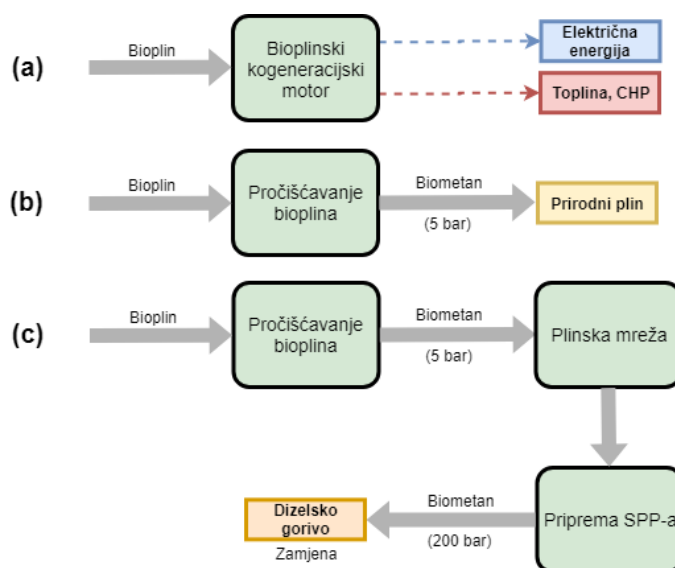 (a)
Bioplin
Bioplinski
kogeneracijski
motor
Električna
energija
Toplina, CHP
(b)
Bioplin
Pročišćavanje
bioplina
Biometan
(5 bar)
Prirodni plin
(c)
Bioplin
Pročišćavanje
bioplina
Biometan
(5 bar)
Plinska mreža
Dizelsko
gorivo
Zamjena
Biometan
(200 bar)
Priprema SPP-a